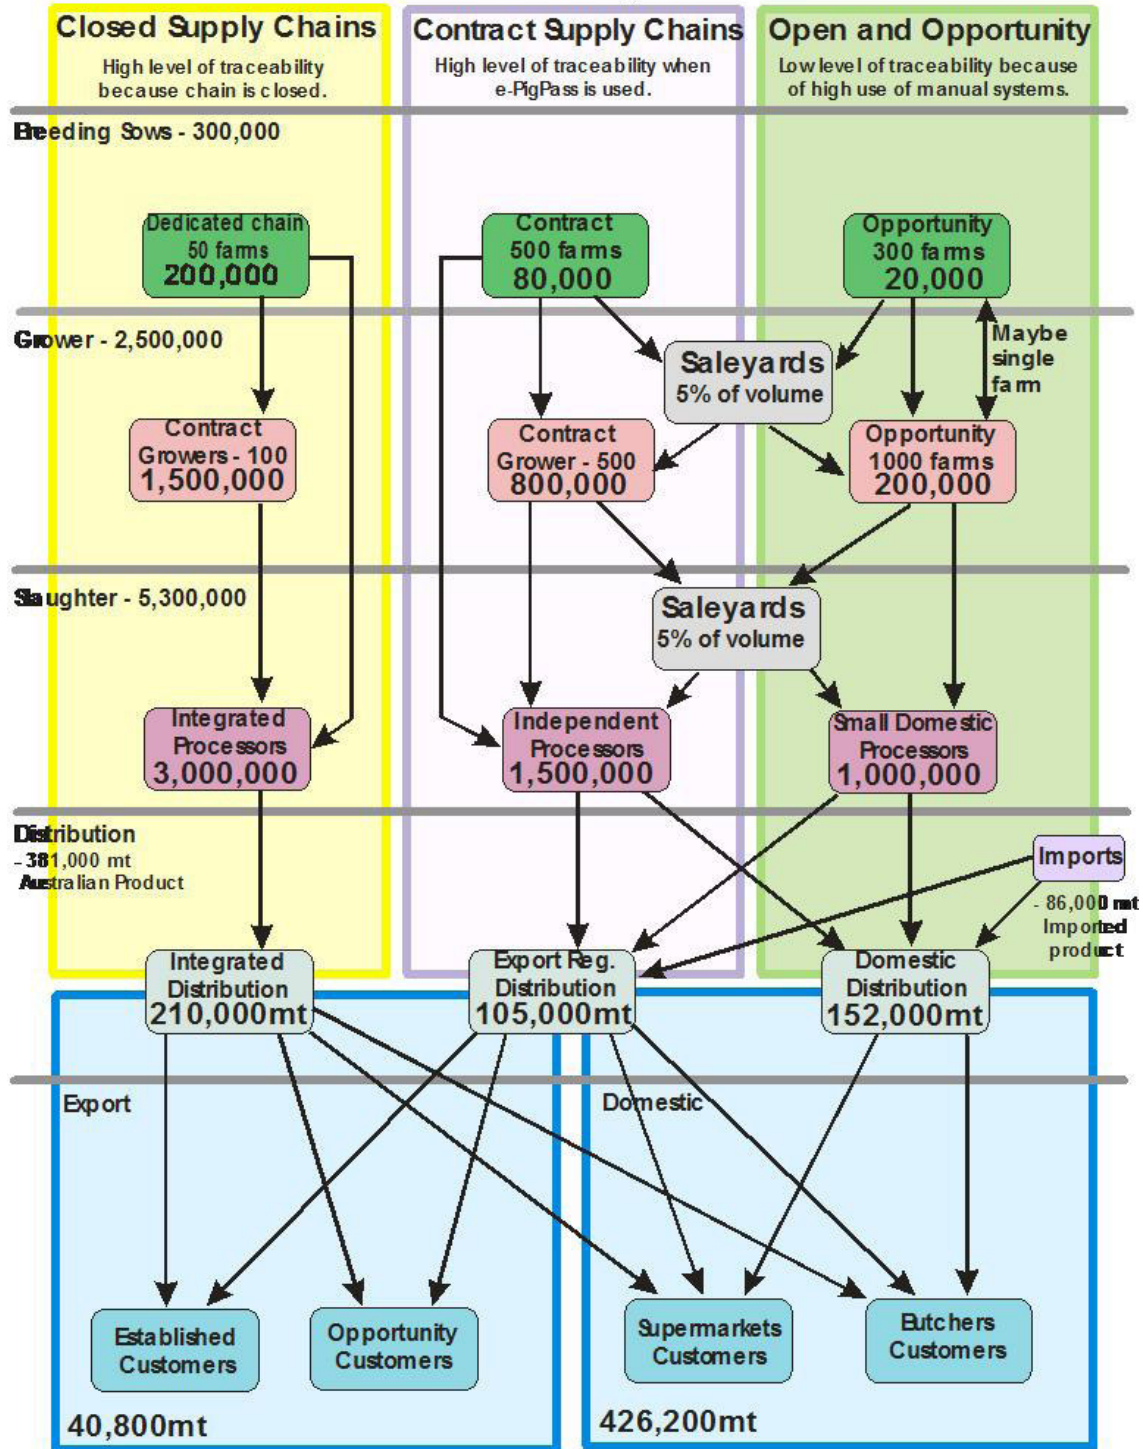 Closed Supply Chains
High level of traceability
because chain is closed.
Contract Supply Chains
High level of traceability when
e-PigPass is used.
Open and Opportunity
Low level of traceability because
of high use of manual systems.
Breeding Sows - 300,000
Dedicated chain
50 farms
200,000
Contract
500 farms
80,000
Opportunity
300 farms
20,000
Grower - 2,500,000
Saleyards
5% of volume
Maybe
single
farm
Contract
Growers - 100
1,500,000
Contract
Grower - 500
800,000
Opportunity
1000 farms
200,000
Slaughter - 5,300,000
Saleyards
5% of volume
Integrated
Processors
3,000,000
Independent
Processors
1,500,000
Small Domestic
Processors
1,000,000
Distribution
- 381,000 mt
Australian Product
Imports
- 86,000 mt
Imported
product
Integrated
Distribution
210,000mt
Export Reg.
Distribution
105,000mt
Domestic
Distribution
152,000mt
Export
Domestic
Established
Customers
Opportunity
Customers
Supermarkets
Customers
Butchers
Customers
40,800mt
426,200mt